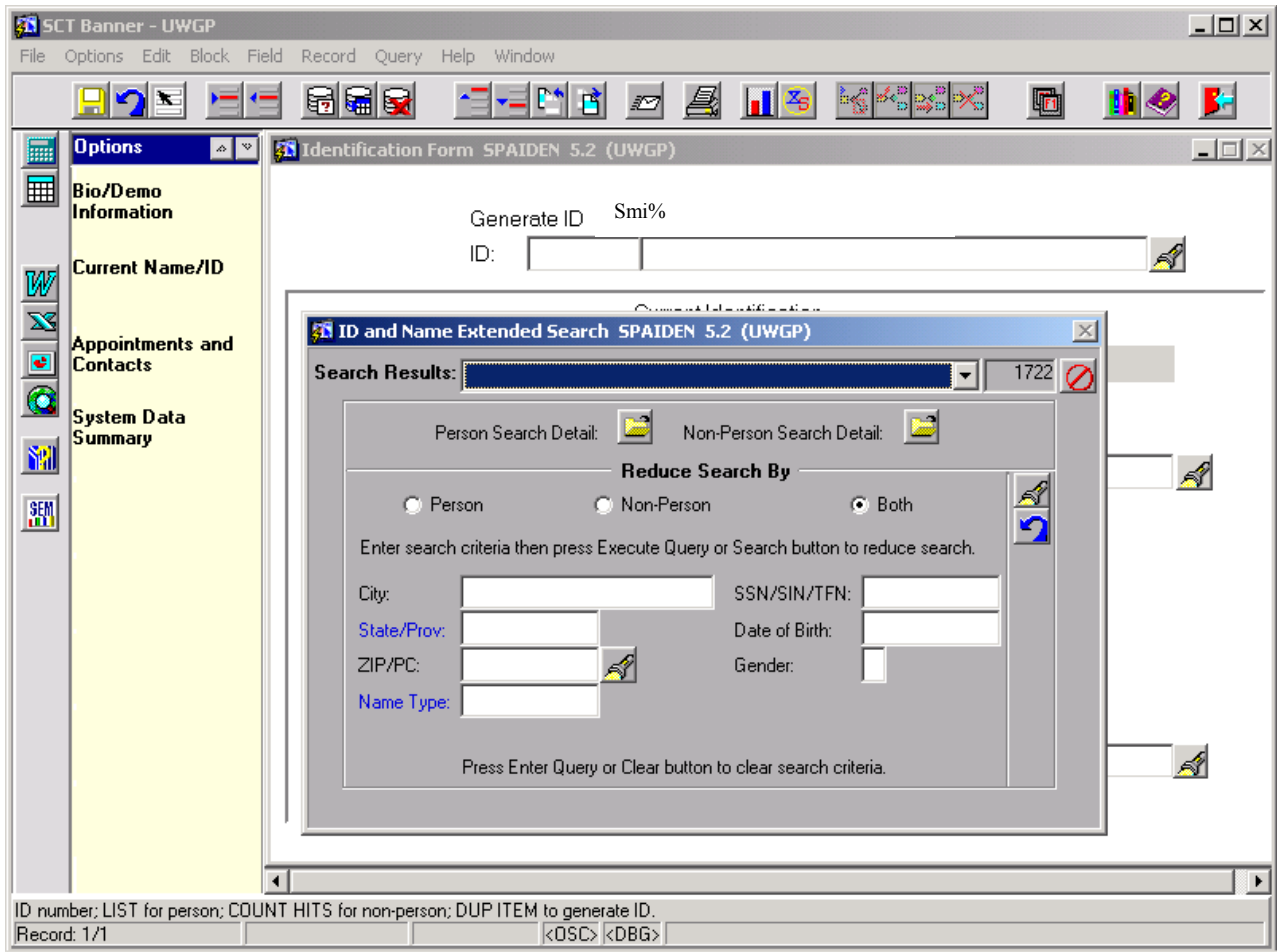 SCT Banner - UWGP
File Options Edit Block Field Record Query Help Window
Options
Identification Form SPAIDEN 5.2 (UWGP)
Bio/Demo
Information
Current Name/ID
Appointments and
Contacts
System Data
Summary
Generate ID Smi%
ID:
Current Identification
ID and Name Extended Search SPAIDEN 5.2 (UWGP)
Search Results: 1722
Person Search Detail: Non-Person Search Detail:
Reduce Search By
Person Non-Person Both
Enter search criteria then press Execute Query or Search button to reduce search.
City: SSN/SIN/TFN:
State/Prov: Date of Birth:
ZIP/PC: Gender:
Name Type:
Press Enter Query or Clear button to clear search criteria.
SEM
ID number; LIST for person; COUNT HITS for non-person; DUP ITEM to generate ID.
Record: 1/1 <OSC> <DBG>